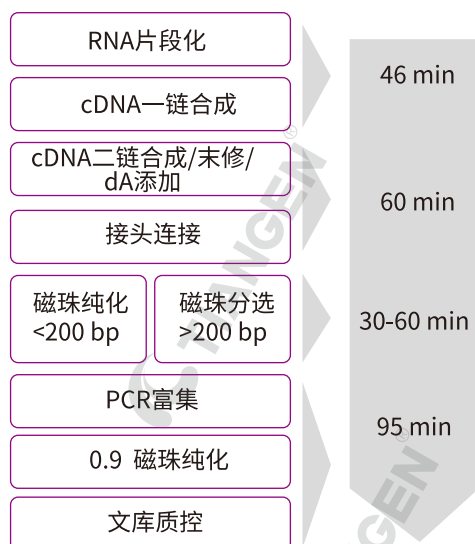 RNA片段化
46 min
cDNA一链合成
cDNA二链合成/末修/
dA添加
60 min
接头连接
磁珠纯化
<200 bp
磁珠分选
>200 bp
30-60 min
PCR富集
95 min
0.9 磁珠纯化
文库质控
®
TIANGEN
®
GEN